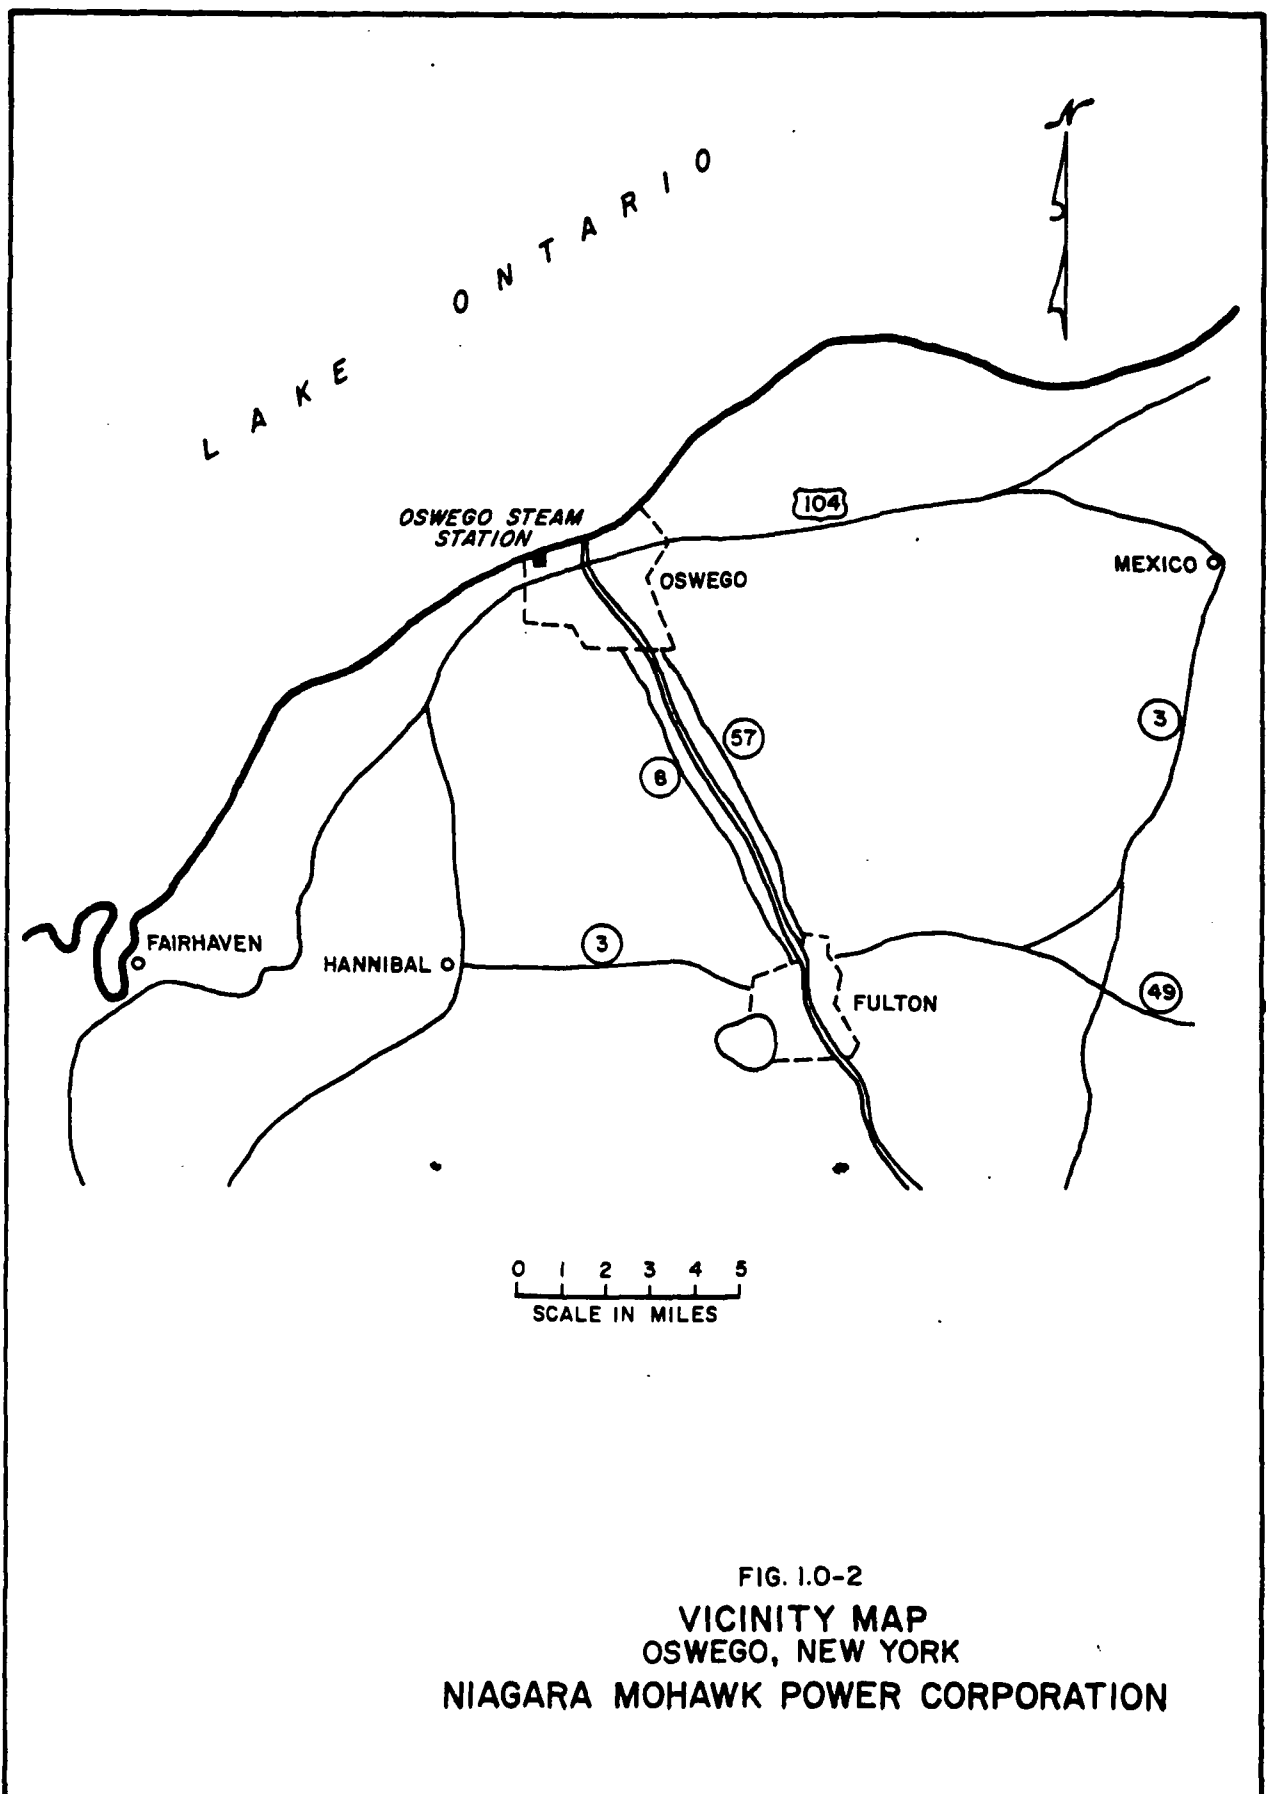 N
LAKE ONTARIO
104
OSWEGO STEAM
STATION
MEXICO
OSWEGO
3
57
8
FAIRHAVEN
HANNIBAL
3
49
FULTON
0 1 2 3 4 5
SCALE IN MILES
FIG. 1.0-2
VICINITY MAP
OSWEGO, NEW YORK
NIAGARA MOHAWK POWER CORPORATION